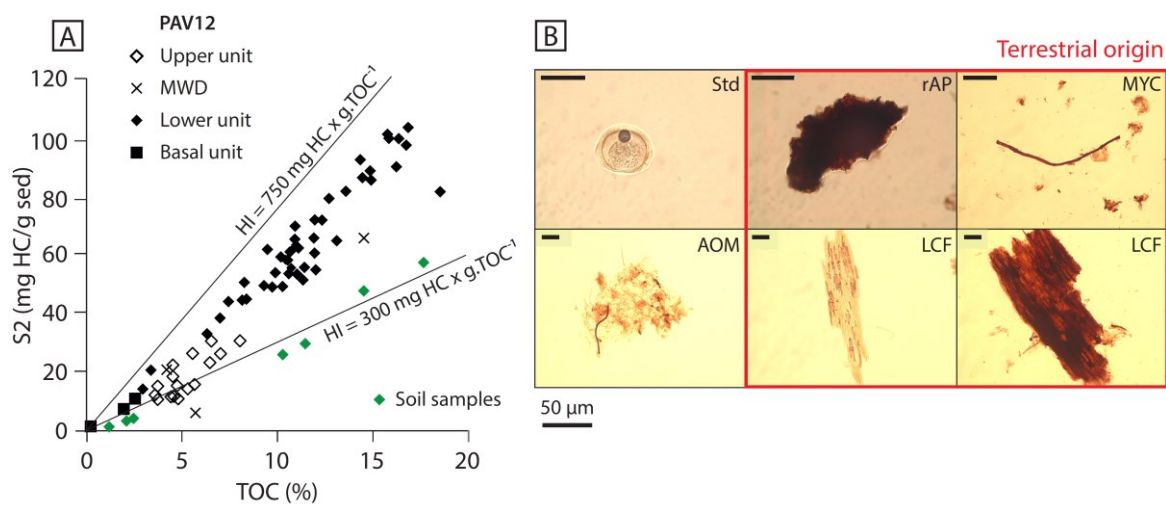 A
PAV12
Upper unit
MWD
Lower unit
Basal unit
120
100
80
60
40
20
0
S2 (mg HC/g sed)
HI = 750 mg HC x g.TOC⁻¹
HI = 300 mg HC x g.TOC⁻¹
Soil samples
0 5 10 15 20
TOC (%)
B
Terrestrial origin
Std rAP MYC
AOM LCF LCF
50 µm